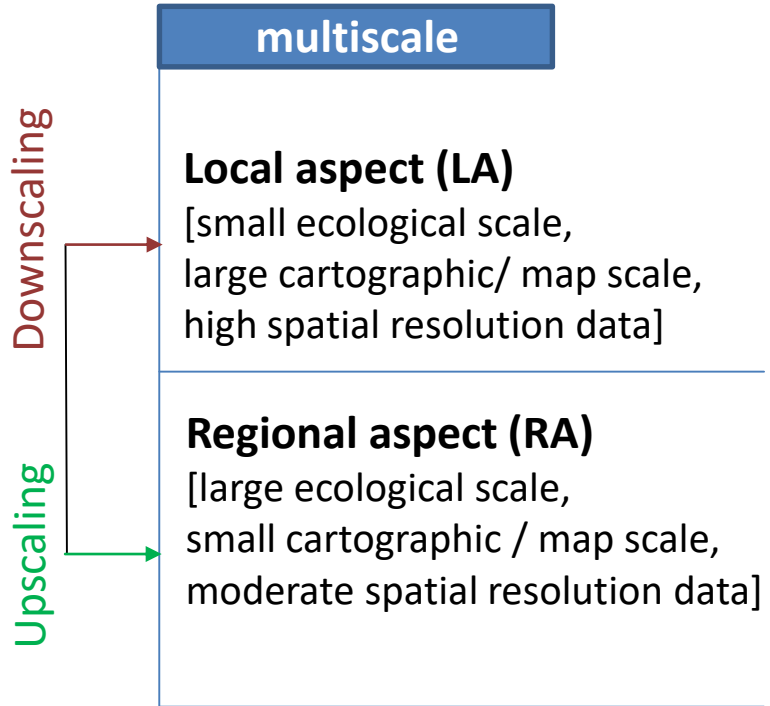 multiscale
Downscaling
Local aspect (LA)
[small ecological scale,
large cartographic/ map scale,
high spatial resolution data]
Upscaling
Regional aspect (RA)
[large ecological scale,
small cartographic / map scale,
moderate spatial resolution data]